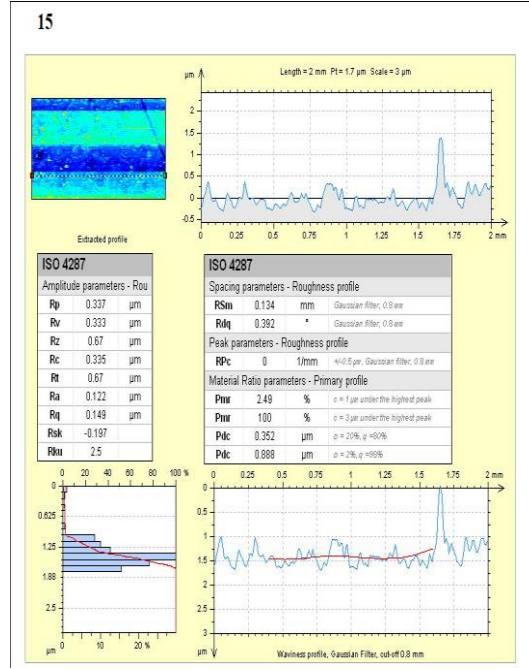 15
Length = 2 mm Pt = 1.7 µm Scale = 3 µm
µm
2
1.5
1
0.5
0
-0.5
0 0.25 0.5 0.75 1 1.25 1.5 1.75 2 mm
Extracted profile
ISO 4287
Amplitude parameters - Rou
Rp 0.337 µm
Rv 0.333 µm
Rz 0.67 µm
Rc 0.335 µm
Rt 0.67 µm
Ra 0.122 µm
Rq 0.149 µm
Rsk -0.197
Rku 2.5
ISO 4287
Spacing parameters - Roughness profile
RSm 0.134 mm Gaussian filter, 0.8 mm
Rdq 0.392 ° Gaussian filter, 0.8 mm
Peak parameters - Roughness profile
RPc 0 1/mm +/-0.5 µm, Gaussian filter, 0.8 mm
Material Ratio parameters - Primary profile
Pmr 2.49 % c = 1 µm under the highest peak
Pmr 100 % c = 3 µm under the highest peak
Pdc 0.352 µm p = 20%, q = 80%
Pdc 0.888 µm p = 2%, q = 98%
0 20 40 60 80 100 %
0
0.625
1.25
1.88
2.5
µm
0 10 20 %
0 0.25 0.5 0.75 1 1.25 1.5 1.75 2 mm
0
0.5
1
1.5
2
2.5
3
µm
Waviness profile, Gaussian Filter, cut-off 0.8 mm